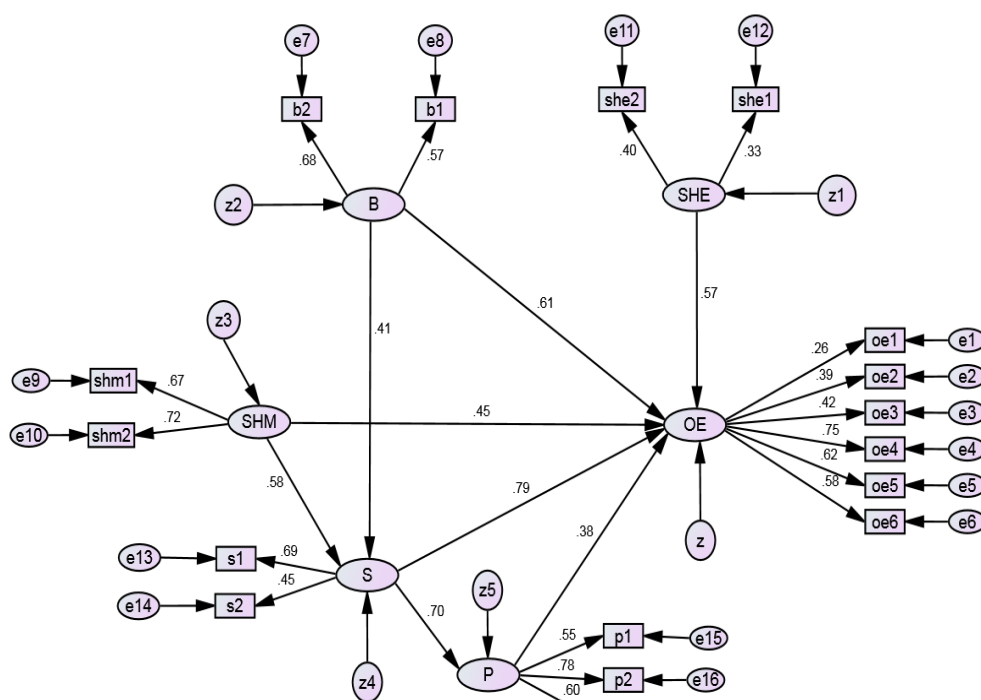 e7
e8
e11
e12
b2
b1
she2
she1
.68
.57
.40
.33
z2
B
SHE
z1
.61
.57
z3
.41
oe1
e1
.26
oe2
e2
.39
e9
shm1
.67
.42
oe3
e3
SHM
.45
OE
.75
e10
shm2
.72
oe4
e4
.62
oe5
e5
.58
.58
.79
oe6
e6
z
.38
e13
s1
.69
S
.45
e14
s2
.70
z5
z4
P
.55
p1
e15
.78
p2
e16
.60